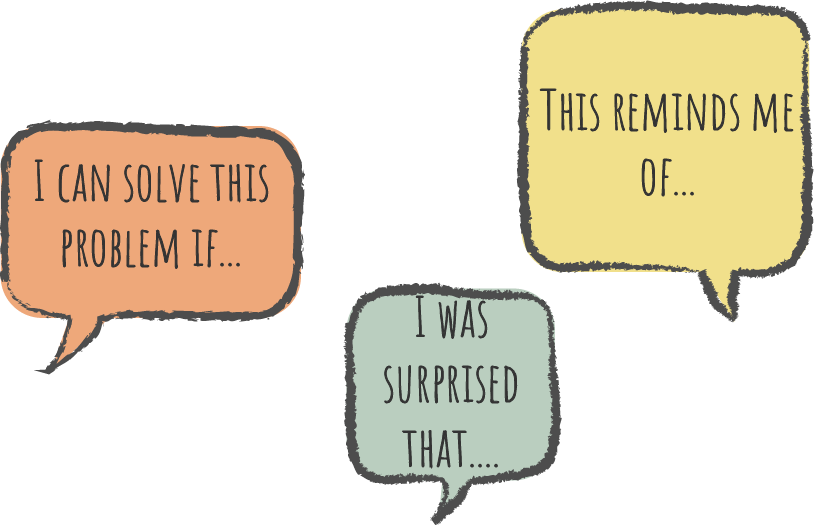 I can solve this
problem if...
This reminds me
of...
I was
surprised
that....